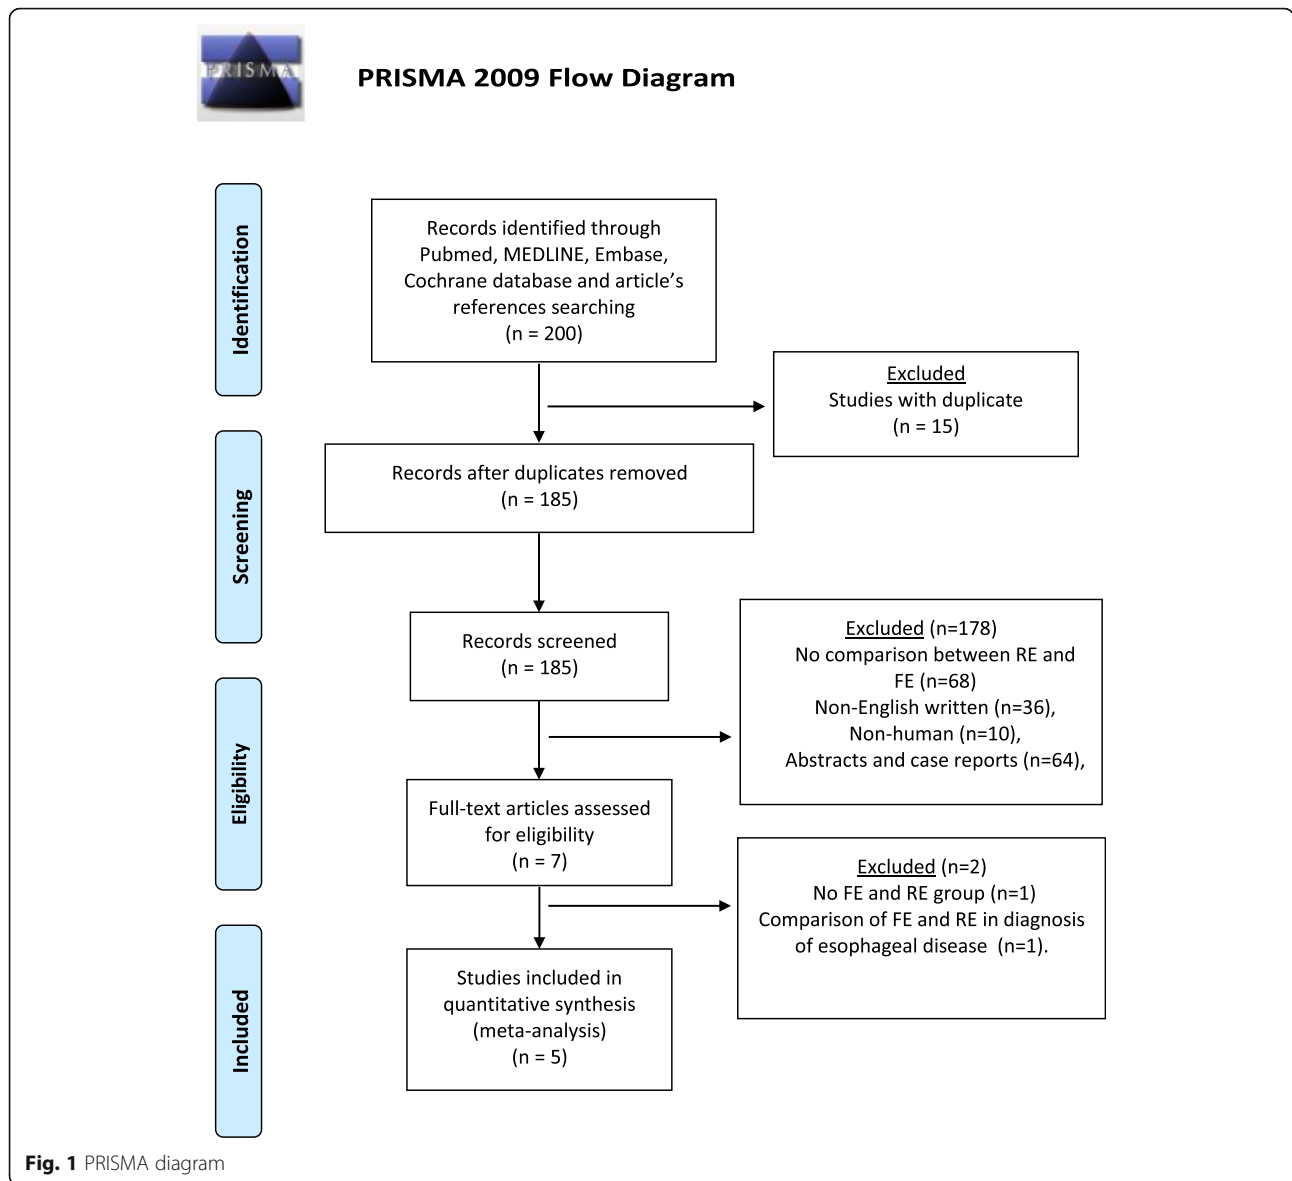 PRISMA
PRISMA 2009 Flow Diagram
Identification
Records identified through
Pubmed, MEDLINE, Embase,
Cochrane database and article’s
references searching
(n = 200)
Excluded
Studies with duplicate
(n = 15)
Screening
Records after duplicates removed
(n = 185)
Records screened
(n = 185)
Excluded (n=178)
No comparison between RE and
FE (n=68)
Non-English written (n=36),
Non-human (n=10),
Abstracts and case reports (n=64),
Eligibility
Full-text articles assessed
for eligibility
(n = 7)
Excluded (n=2)
No FE and RE group (n=1)
Comparison of FE and RE in diagnosis
of esophageal disease  (n=1).
Included
Studies included in
quantitative synthesis
(meta-analysis)
(n = 5)
Fig. 1 PRISMA diagram